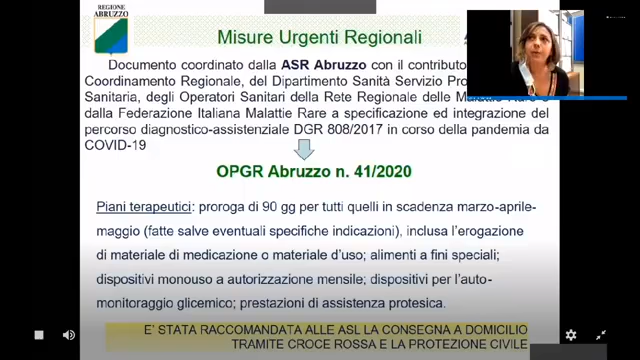 REGIONE
ABRUZZO
Misure Urgenti Regionali
Documento coordinato dalla ASR Abruzzo con il contributo
Coordinamento Regionale, del Dipartimento Sanità Servizio Pro
Sanitaria, degli Operatori Sanitari della Rete Regionale delle Malattie Rare e
dalla Federazione Italiana Malattie Rare a specificazione ed integrazione del
percorso diagnostico-assistenziale DGR 808/2017 in corso della pandemia da
COVID-19
OPGR Abruzzo n. 41/2020
Piani terapeutici: proroga di 90 gg per tutti quelli in scadenza marzo-aprile-
maggio (fatte salve eventuali specifiche indicazioni), inclusa l'erogazione
di materiale di medicazione o materiale d'uso; alimenti a fini speciali;
dispositivi monouso a autorizzazione mensile; dispositivi per l'auto-
monitoraggio glicemico; prestazioni di assistenza protesica.
E' STATA RACCOMANDATA ALLE ASL LA CONSEGNA A DOMICILIO
TRAMITE CROCE ROSSA E LA PROTEZIONE CIVILE